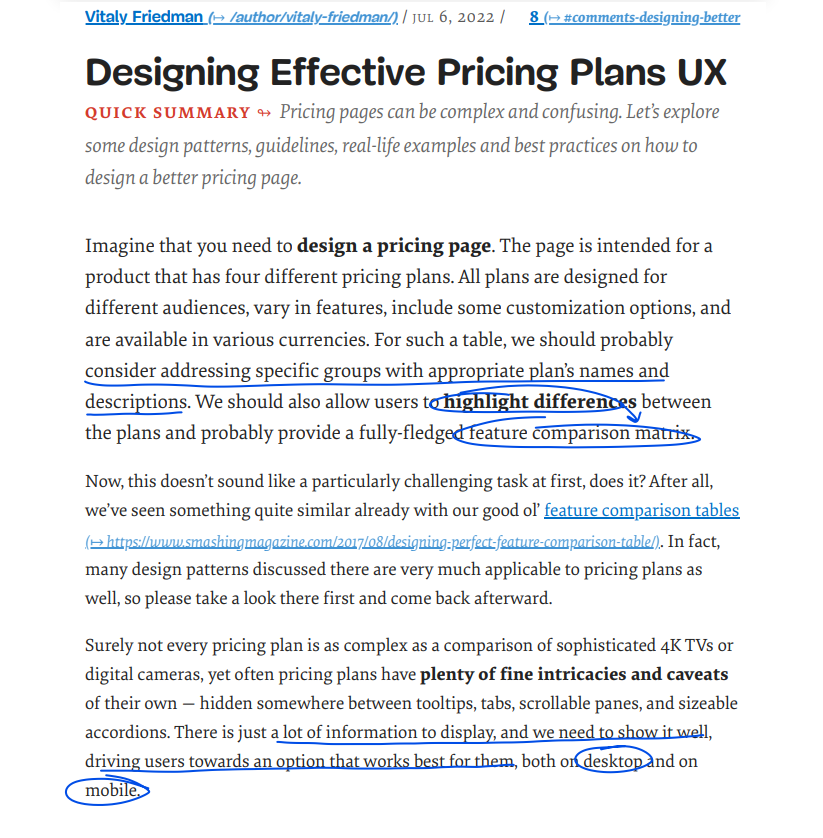 Vitaly Friedman (↦ /author/vitaly-friedman/) / JUL 6, 2022 / 8 (↦ #comments-designing-better
Designing Effective Pricing Plans UX
QUICK SUMMARY ↬ Pricing pages can be complex and confusing. Let’s explore
some design patterns, guidelines, real-life examples and best practices on how to
design a better pricing page.
Imagine that you need to design a pricing page. The page is intended for a
product that has four different pricing plans. All plans are designed for
different audiences, vary in features, include some customization options, and
are available in various currencies. For such a table, we should probably
consider addressing specific groups with appropriate plan’s names and
descriptions. We should also allow users to highlight differences between
the plans and probably provide a fully-fledged feature comparison matrix.
Now, this doesn’t sound like a particularly challenging task at first, does it? After all,
we’ve seen something quite similar already with our good ol’ feature comparison tables
(↦ https://www.smashingmagazine.com/2017/08/designing-perfect-feature-comparison-table/). In fact,
many design patterns discussed there are very much applicable to pricing plans as
well, so please take a look there first and come back afterward.
Surely not every pricing plan is as complex as a comparison of sophisticated 4K TVs or
digital cameras, yet often pricing plans have plenty of fine intricacies and caveats
of their own — hidden somewhere between tooltips, tabs, scrollable panes, and sizeable
accordions. There is just a lot of information to display, and we need to show it well,
driving users towards an option that works best for them, both on desktop and on
mobile.